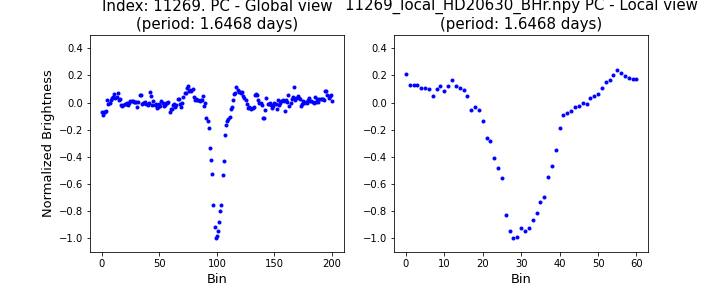 Index: 11269. PC - Global view
(period: 1.6468 days)
11269_local_HD20630_BHr.npy PC - Local view
(period: 1.6468 days)
Normalized Brightness
0.4
0.2
0.0
−0.2
−0.4
−0.6
−0.8
−1.0
0 50 100 150 200
Bin
0.4
0.2
0.0
−0.2
−0.4
−0.6
−0.8
−1.0
0 10 20 30 40 50 60
Bin